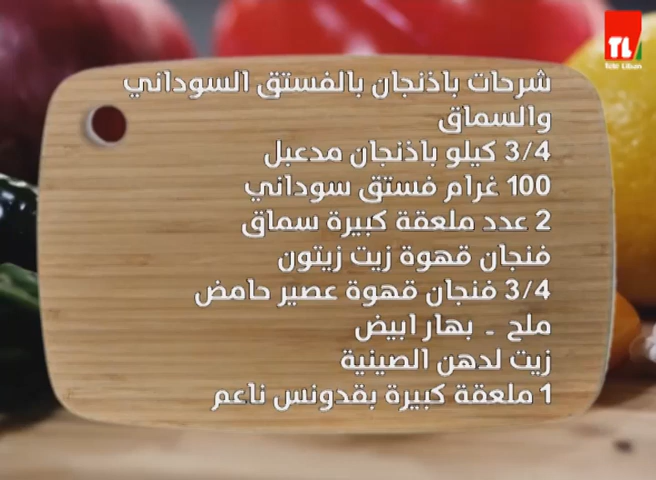 شرحات باذنجان بالفستق السوداني
والسماق
3/4 كيلو باذنجان مدعبل
100 غرام فستق سوداني
2 عدد ملعقة كبيرة سماق
فنجان قهوة زيت زيتون
3/4 فنجان قهوة عصير حامض
ملح - بهار ابيض
زيت لدهن الصينية
1 ملعقة كبيرة بقدونس ناعم
TL
Télé Liban